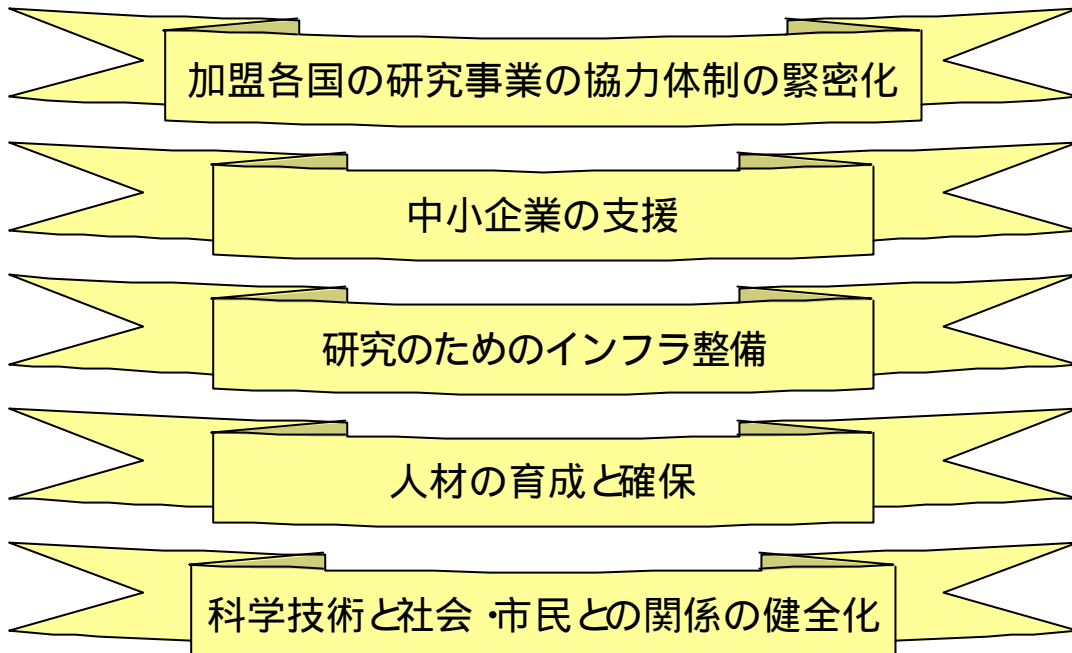 加盟各国の研究事業の協力体制の緊密化
中小企業の支援
研究のためのインフラ整備
人材の育成と確保
科学技術と社会・市民との関係の健全化